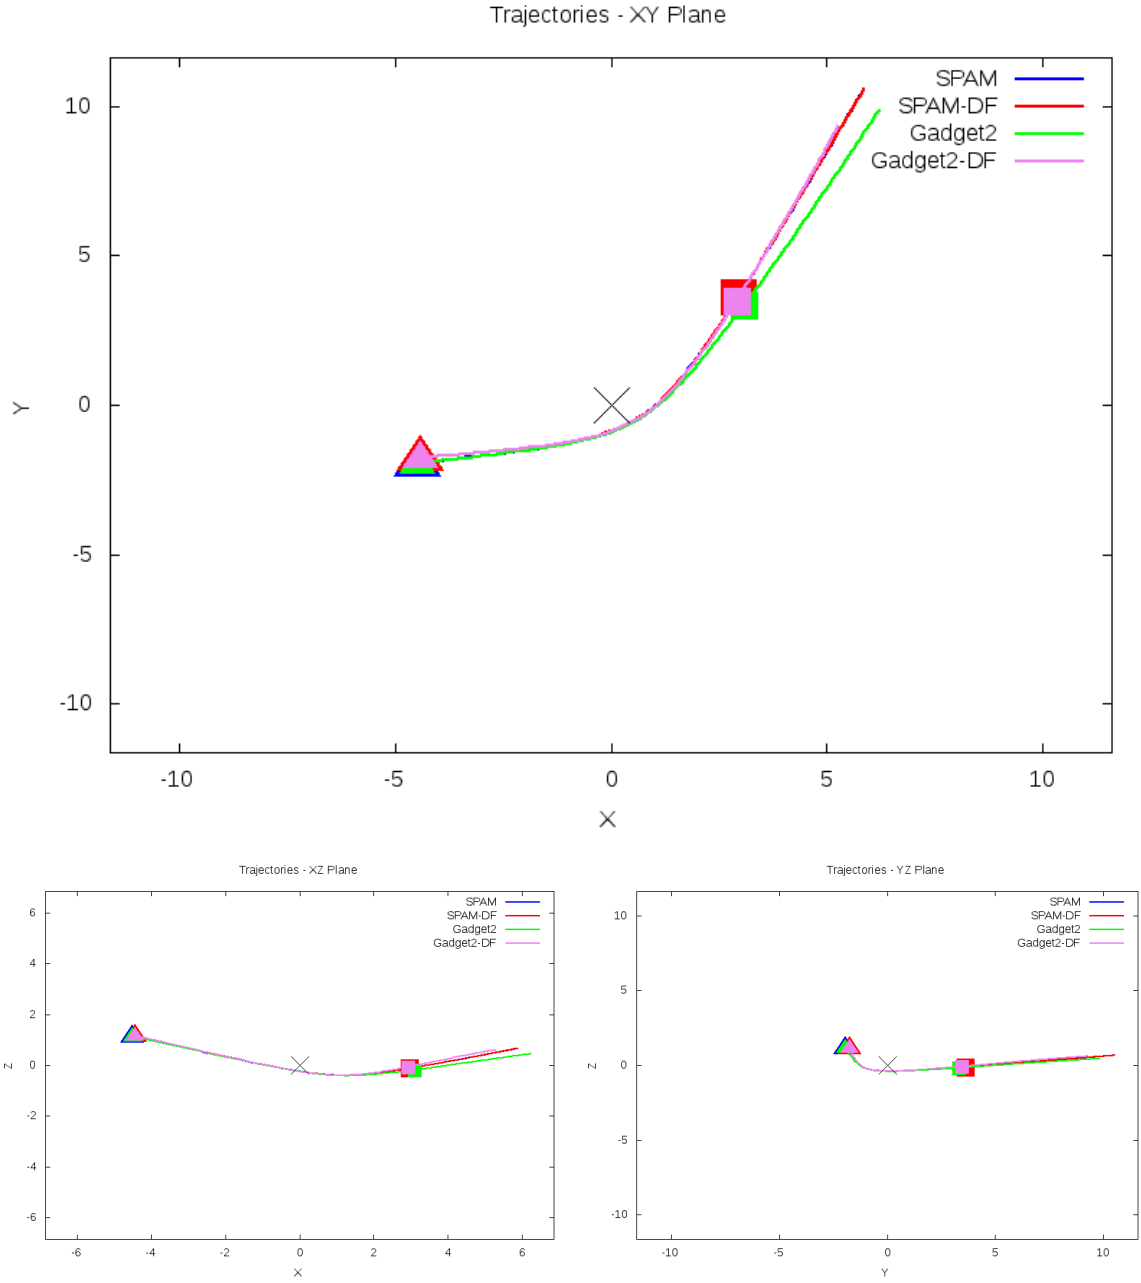 Trajectories - XY Plane
SPAM
SPAM-DF
Gadget2
Gadget2-DF
10
5
0
-5
-10
Y
-10 -5 0 5 10
X
Trajectories - XZ Plane
SPAM
SPAM-DF
Gadget2
Gadget2-DF
6
4
2
0
-2
-4
-6
Z
-6 -4 -2 0 2 4 6
X
Trajectories - YZ Plane
SPAM
SPAM-DF
Gadget2
Gadget2-DF
10
5
0
-5
-10
Z
-10 -5 0 5 10
Y